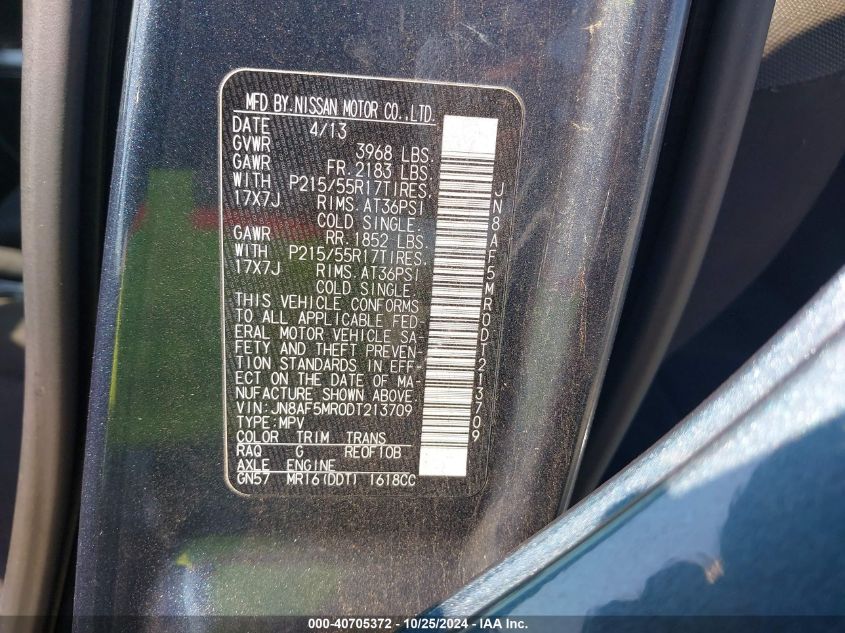 MFD BY.NISSAN MOTOR CO.,LTD.
DATE 4/13
GVWR 3968 LBS.
GAWR FR. 2183 LBS.
WITH P215/55R17TIRES.
17X7J RIMS. AT36PSI
COLD SINGLE.
GAWR RR. 1852 LBS.
WITH P215/55R17TIRES.
17X7J RIMS. AT36PSI
COLD SINGLE.
THIS VEHICLE CONFORMS
TO ALL APPLICABLE FED-
ERAL MOTOR VEHICLE SA-
FETY AND THEFT PREVEN-
TION STANDARDS IN EFF-
ECT ON THE DATE OF MA-
NUFACTURE SHOWN ABOVE.
VIN: JN8AF5MR0DT213709
TYPE: MPV
COLOR TRIM TRANS
RAQ G RE0F10B
AXLE ENGINE
GN57 MR16(DDT) 1618CC
JN8AF5MR0DT213709
000-40705372 - 10/25/2024 - IAAI.com